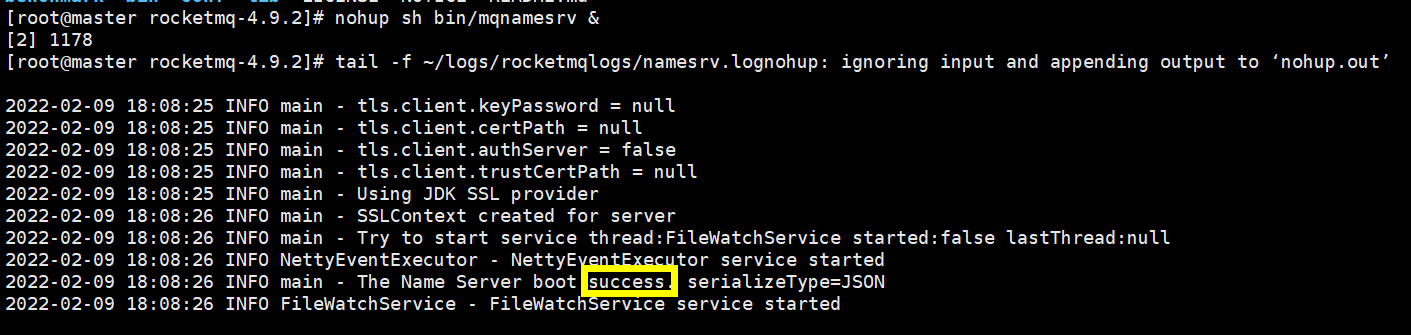 [root@master rocketmq-4.9.2]# nohup sh bin/mqnamesrv &
[2] 1178
[root@master rocketmq-4.9.2]# tail -f ~/logs/rocketmqlogs/namesrv.lognohup: ignoring input and appending output to ‘nohup.out’
2022-02-09 18:08:25 INFO main - tls.client.keyPassword = null
2022-02-09 18:08:25 INFO main - tls.client.certPath = null
2022-02-09 18:08:25 INFO main - tls.client.authServer = false
2022-02-09 18:08:25 INFO main - tls.client.trustCertPath = null
2022-02-09 18:08:25 INFO main - Using JDK SSL provider
2022-02-09 18:08:26 INFO main - SSLContext created for server
2022-02-09 18:08:26 INFO main - Try to start service thread:FileWatchService started:false lastThread:null
2022-02-09 18:08:26 INFO NettyEventExecutor - NettyEventExecutor service started
2022-02-09 18:08:26 INFO main - The Name Server boot success. serializeType=JSON
2022-02-09 18:08:26 INFO FileWatchService - FileWatchService service started